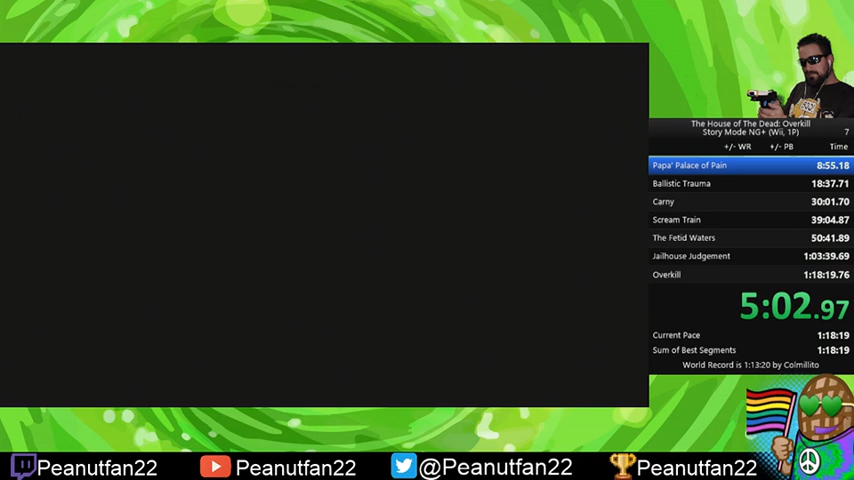 The House of The Dead: Overkill
Story Mode NG+ (Wii, 1P) 7
+/- WR +/- PB Time
Papa' Palace of Pain 8:55.18
Ballistic Trauma 18:37.71
Carny 30:01.70
Scream Train 39:04.87
The Fetid Waters 50:41.89
Jailhouse Judgement 1:03:39.69
Overkill 1:18:19.76
5:02.97
Current Pace 1:18:19
Sum of Best Segments 1:18:19
World Record is 1:13:20 by Colmillito
Peanutfan22 Peanutfan22 @Peanutfan22 Peanutfan22